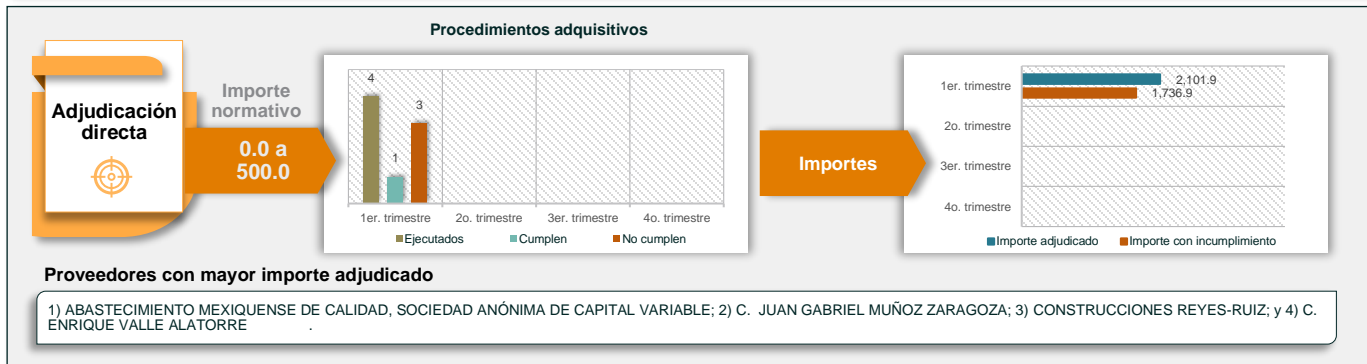 Procedimientos adquisitivos
Adjudicación
directa
Importe
normativo
0.0 a
500.0
4
1
3
1er. trimestre
2o. trimestre
3er. trimestre
4o. trimestre
Ejecutados
Cumplen
No cumplen
Importes
1er. trimestre
2,101.9
1,736.9
2o. trimestre
3er. trimestre
4o. trimestre
Importe adjudicado
Importe con incumplimiento
Proveedores con mayor importe adjudicado
1) ABASTECIMIENTO MEXIQUENSE DE CALIDAD, SOCIEDAD ANÓNIMA DE CAPITAL VARIABLE; 2) C. JUAN GABRIEL MUÑOZ ZARAGOZA; 3) CONSTRUCCIONES REYES-RUIZ; y 4) C.
ENRIQUE VALLE ALATORRE .